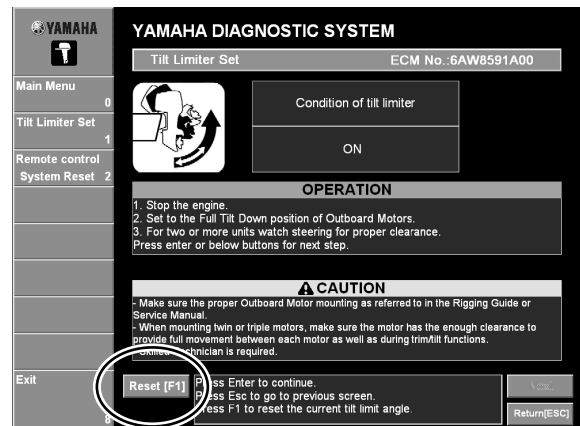 YAMAHA
YAMAHA DIAGNOSTIC SYSTEM
Tilt Limiter Set ECM No.:6AW8591A00
Main Menu
0
Tilt Limiter Set
1
Remote control
System Reset 2
Condition of tilt limiter
ON
OPERATION
1. Stop the engine.
2. Set to the Full Tilt Down position of Outboard Motors.
3. For two or more units watch steering for proper clearance.
Press enter or below buttons for next step.
CAUTION
- Make sure the proper Outboard Motor mounting as referred to in the Rigging Guide or
Service Manual.
- When mounting twin or triple motors, make sure the motor has the enough clearance to
provide full movement between each motor as well as during trim/tilt functions.
- Skilled technician is required.
Exit
8
Reset [F1]
Press Enter to continue.
Press Esc to go to previous screen.
Press F1 to reset the current tilt limit angle.
Return[ESC]